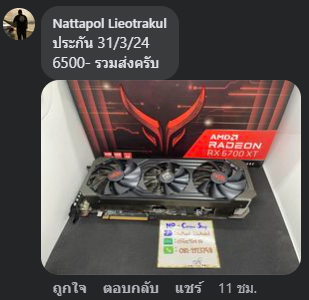 Nattapol Lieotrakul
ประกัน 31/3/24
6500- รวมส่งครับ
AMD
RADEON
RX 6700 XT
ถูกใจ ตอบกลับ แชร์ 11 ชม.